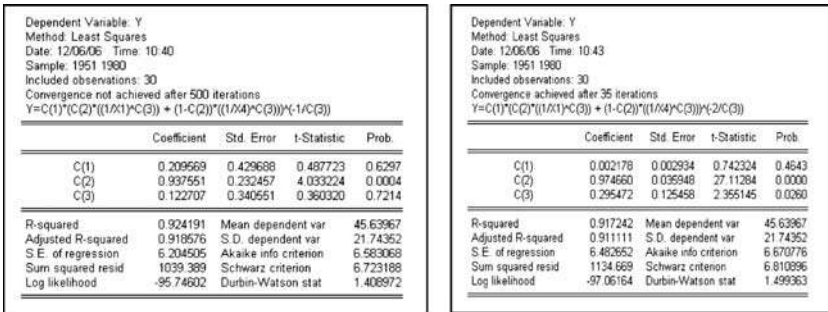 Dependent Variable: Y
Method: Least Squares
Date: 12/06/06 Time: 10:40
Sample: 1951 1980
Included observations: 30
Convergence not achieved after 500 iterations
Y=C(1)*(C(2)*((1/X1)^C(3)) + (1-C(2))*((1/X4)^C(3)))^(-1/C(3))
Coefficient Std. Error t-Statistic Prob.
C(1) 0.209569 0.429688 0.487723 0.6297
C(2) 0.937551 0.232457 4.033224 0.0004
C(3) 0.122707 0.340551 0.360320 0.7214
R-squared 0.924191 Mean dependent var 45.63967
Adjusted R-squared 0.918576 S.D. dependent var 21.74352
S.E. of regression 6.204505 Akaike info criterion 6.583068
Sum squared resid 1039.389 Schwarz criterion 6.723188
Log likelihood -95.74602 Durbin-Watson stat 1.408972
Dependent Variable: Y
Method: Least Squares
Date: 12/06/06 Time: 10:43
Sample: 1951 1980
Included observations: 30
Convergence achieved after 35 iterations
Y=C(1)*(C(2)*((1/X1)^C(3)) + (1-C(2))*((1/X4)^C(3)))^(-2/C(3))
Coefficient Std. Error t-Statistic Prob.
C(1) 0.002178 0.002934 0.742324 0.4643
C(2) 0.974660 0.035948 27.11284 0.0000
C(3) 0.295472 0.125458 2.355145 0.0260
R-squared 0.917242 Mean dependent var 45.63967
Adjusted R-squared 0.911111 S.D. dependent var 21.74352
S.E. of regression 6.482652 Akaike info criterion 6.670776
Sum squared resid 1134.669 Schwarz criterion 6.810896
Log likelihood -97.06164 Durbin-Watson stat 1.499363